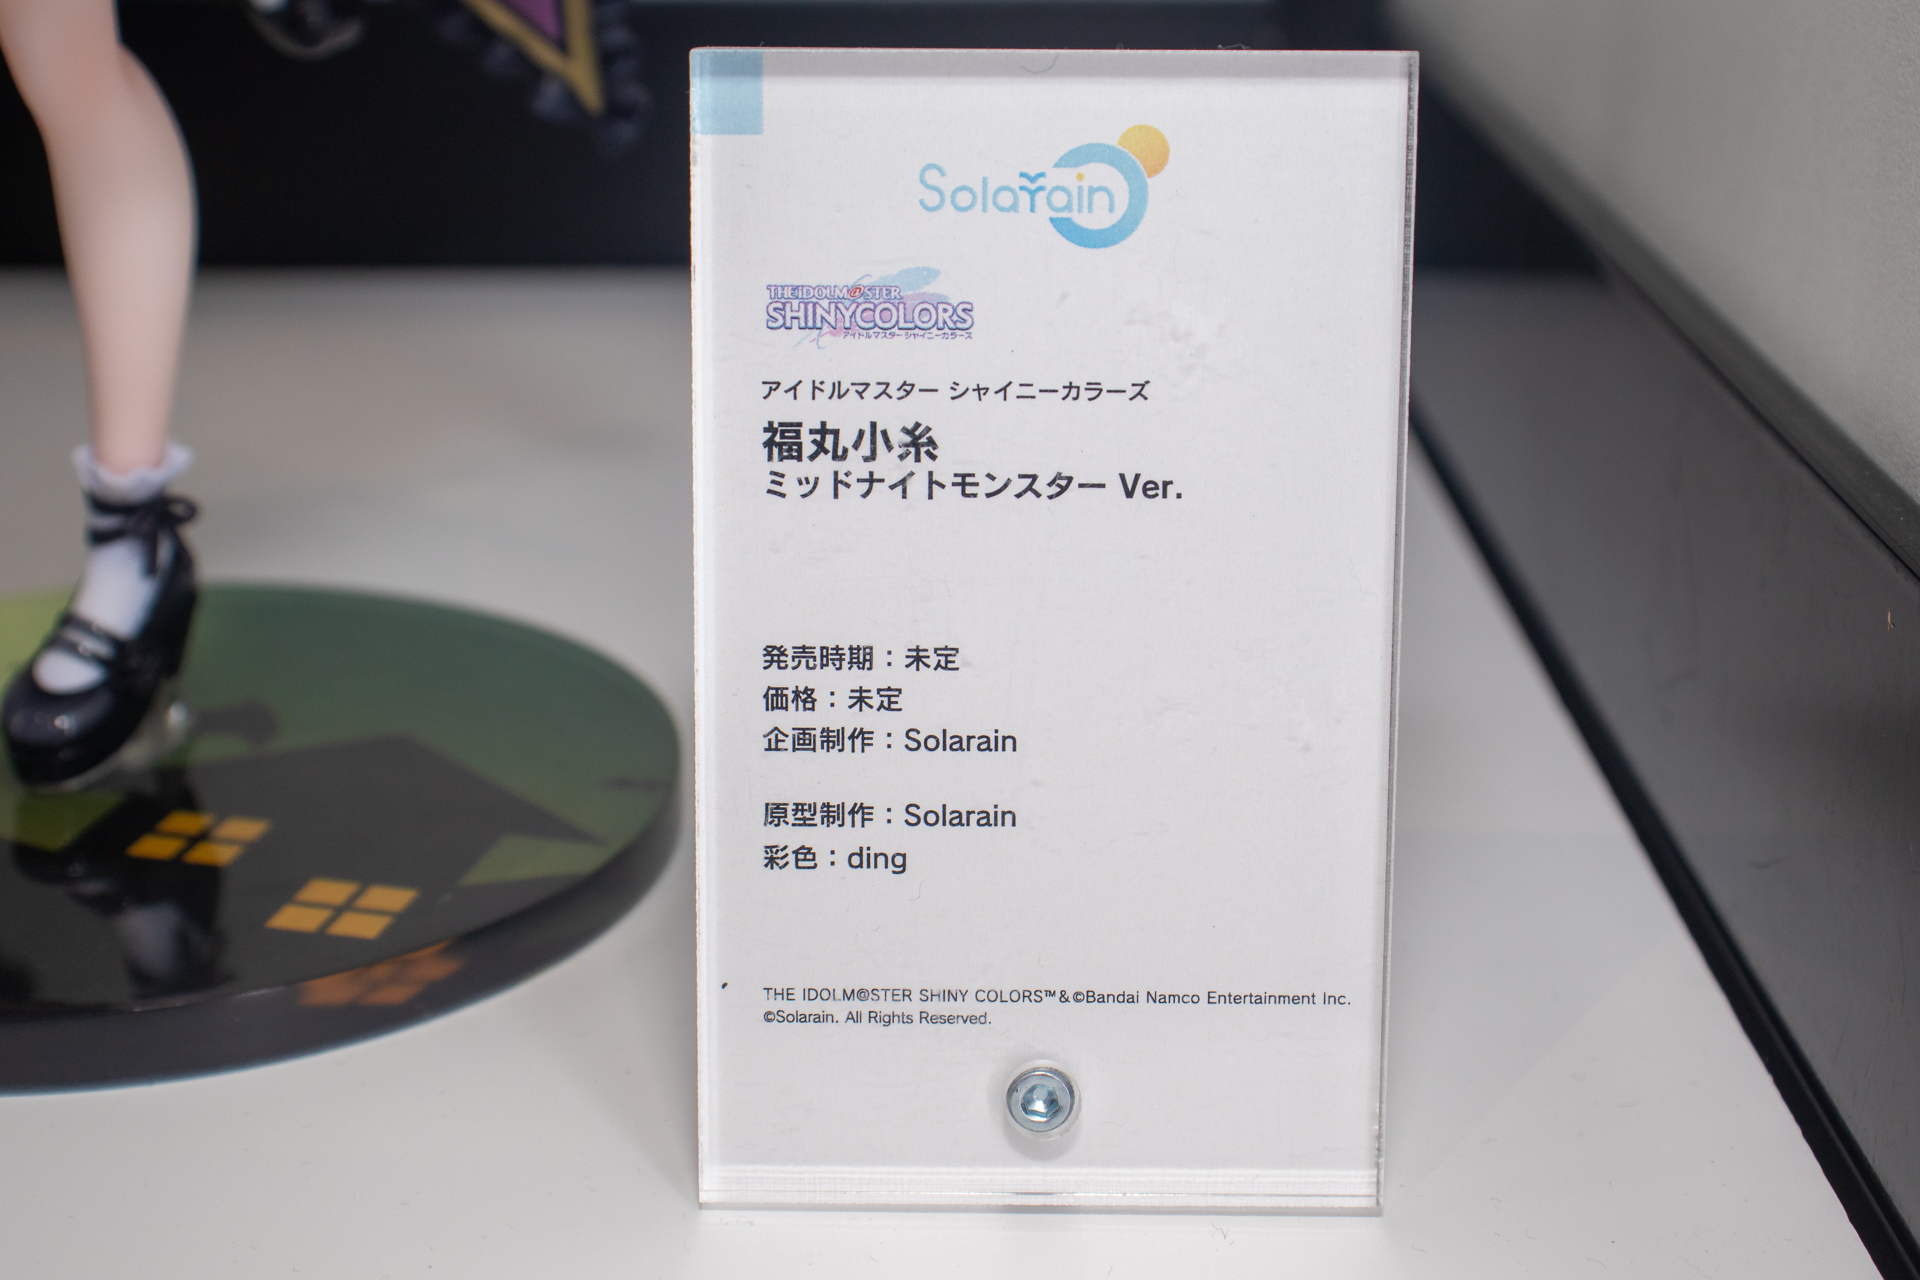 Solarain
THE iDOLM@STER
SHINYCOLORS
アイドルマスター シャイニーカラーズ
アイドルマスター シャイニーカラーズ
福丸小糸
ミッドナイトモンスター Ver.
発売時期：未定
価格：未定
企画制作：Solarain
原型制作：Solarain
彩色：ding
THE IDOLM@STER SHINY COLORS™&©Bandai Namco Entertainment Inc.
©Solarain. All Rights Reserved.